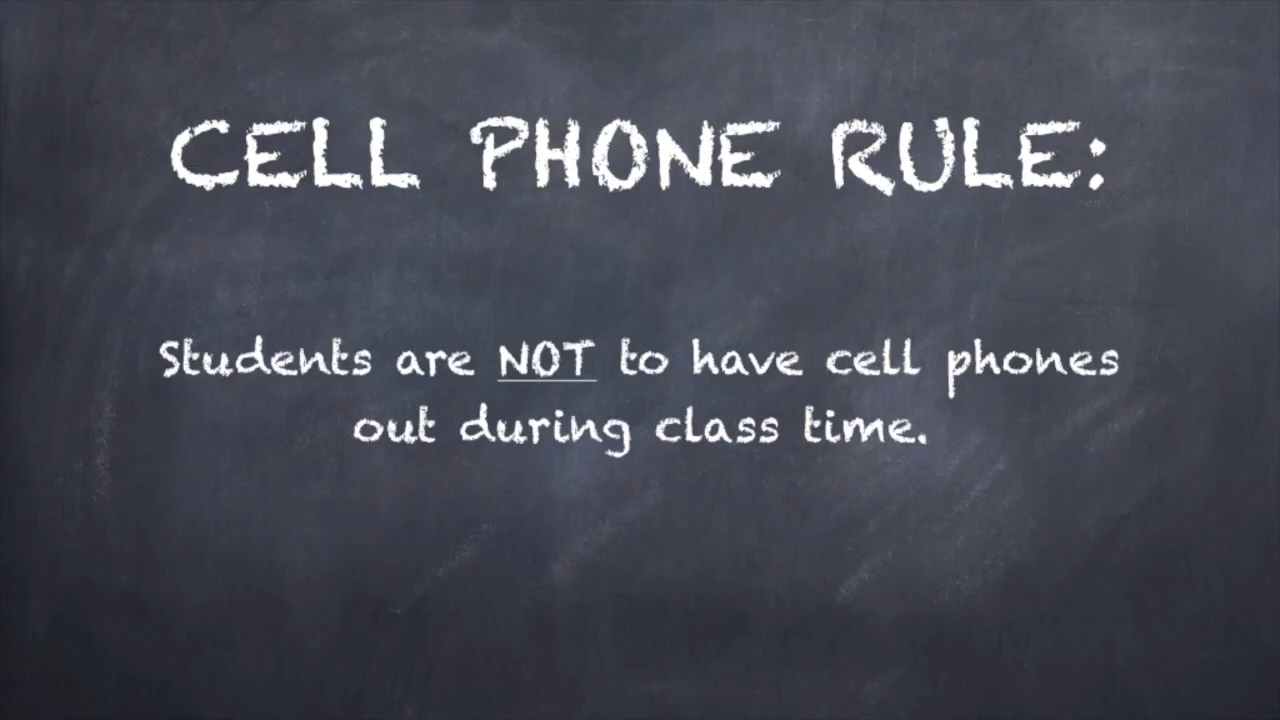 CELL PHONE RULE:
Students are NOT to have cell phones
out during class time.